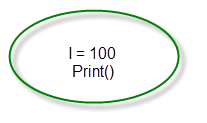 I = 100
Print()